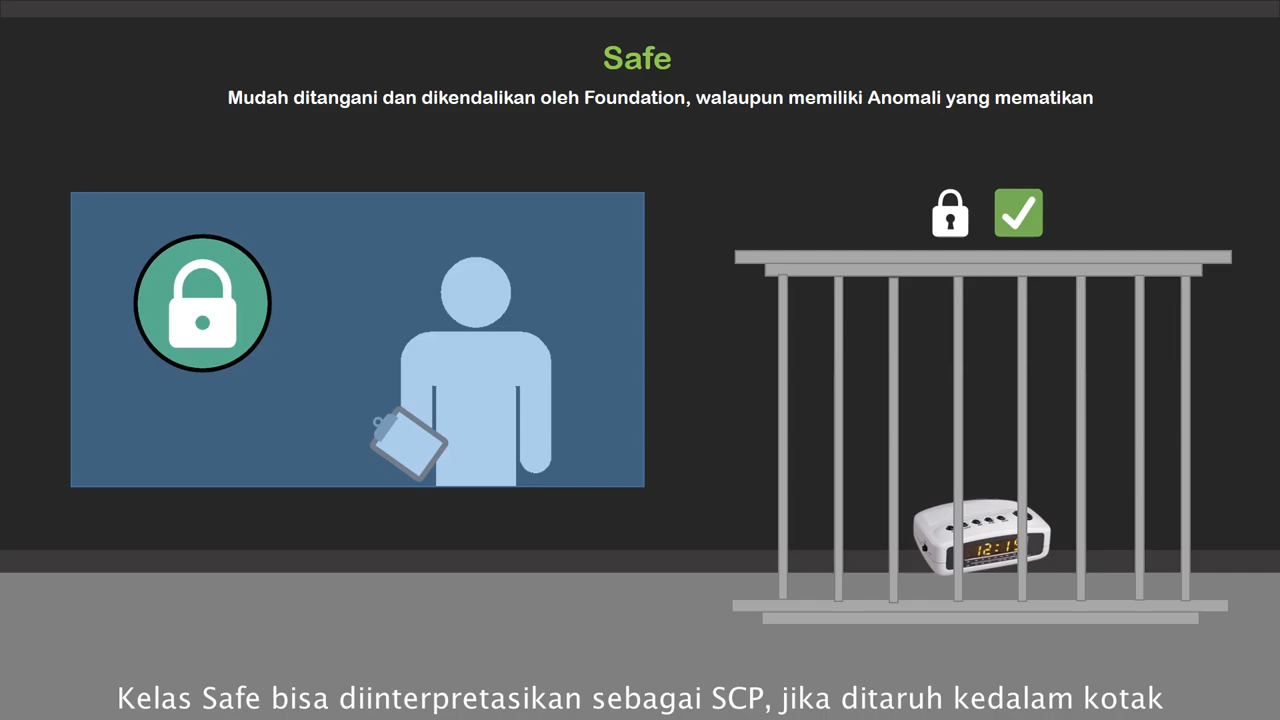 Safe
Mudah ditangani dan dikendalikan oleh Foundation, walaupun memiliki Anomali yang mematikan
Kelas Safe bisa diinterpretasikan sebagai SCP, jika ditaruh kedalam kotak